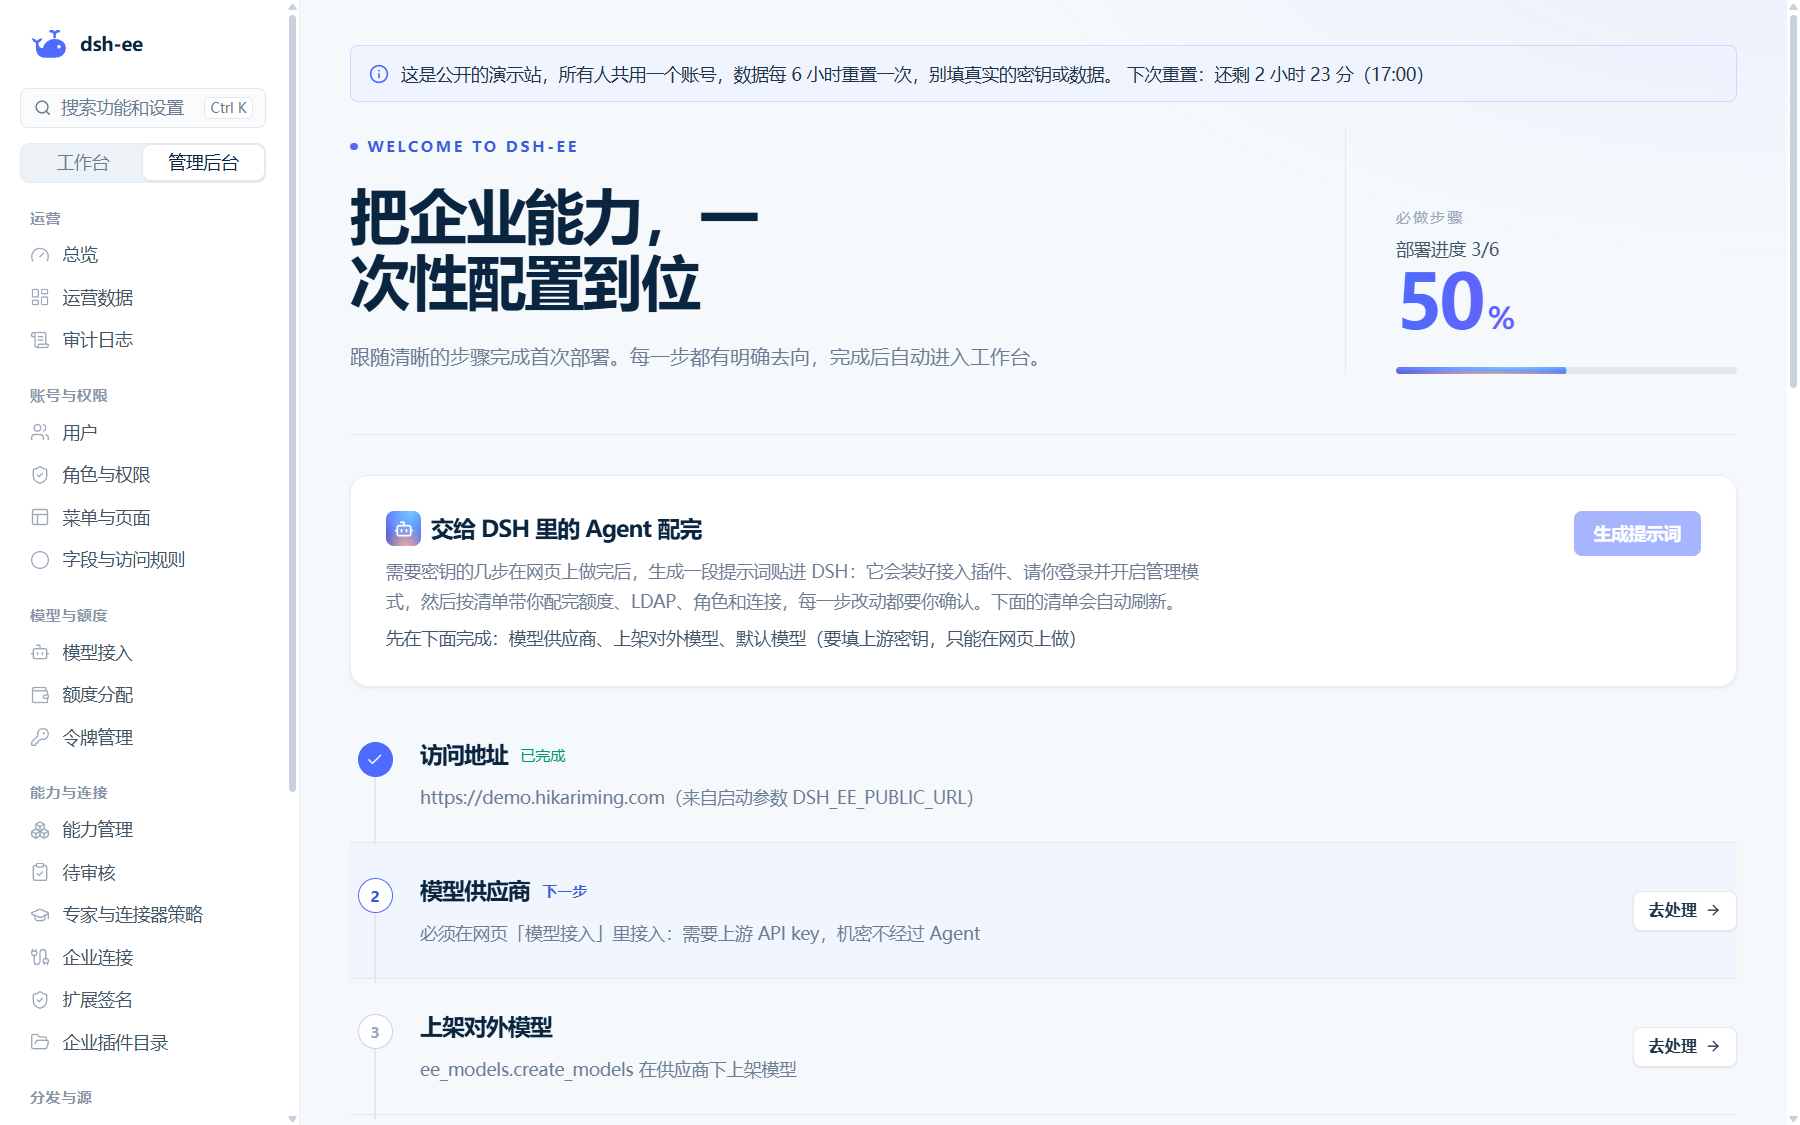 dsh-ee
搜索功能和设置 Ctrl K
工作台 管理后台
运营
总览
运营数据
审计日志
账号与权限
用户
角色与权限
菜单与页面
字段与访问规则
模型与额度
模型接入
额度分配
令牌管理
能力与连接
能力管理
待审核
专家与连接器策略
企业连接
扩展签名
企业插件目录
分发与源
这是公开的演示站，所有人共用一个账号，数据每 6 小时重置一次，别填真实的密钥或数据。 下次重置：还剩 2 小时 23 分（17:00）
WELCOME TO DSH-EE
把企业能力，一
次性配置到位
跟随清晰的步骤完成首次部署。每一步都有明确去向，完成后自动进入工作台。
必做步骤
部署进度 3/6
50%
交给 DSH 里的 Agent 配完
生成提示词
需要密钥的几步在网页上做完后，生成一段提示词贴进 DSH：它会装好接入插件、请你登录并开启管理模
式，然后按清单带你配完额度、LDAP、角色和连接，每一步改动都要你确认。下面的清单会自动刷新。
先在下面完成：模型供应商、上架对外模型、默认模型（要填上游密钥，只能在网页上做）
访问地址 已完成
https://demo.hikariming.com（来自启动参数 DSH_EE_PUBLIC_URL）
2 模型供应商 下一步
必须在网页「模型接入」里接入：需要上游 API key，机密不经过 Agent
去处理 →
3 上架对外模型
ee_models.create_models 在供应商下上架模型
去处理 →